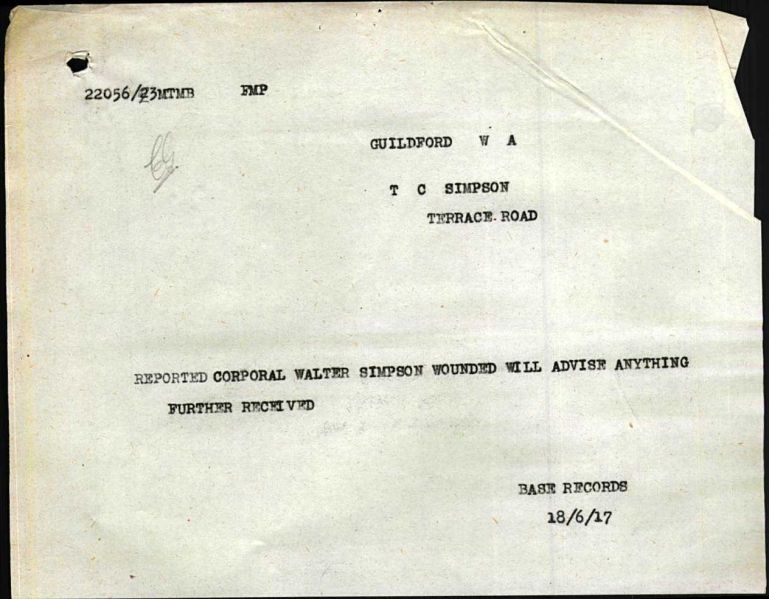 22056/23MTMB FMP
GUILDFORD W A
T C SIMPSON
TERRACE. ROAD
REPORTED CORPORAL WALTER SIMPSON WOUNDED WILL ADVISE ANYTHING
FURTHER RECEIVED
BASE RECORDS
18/6/17